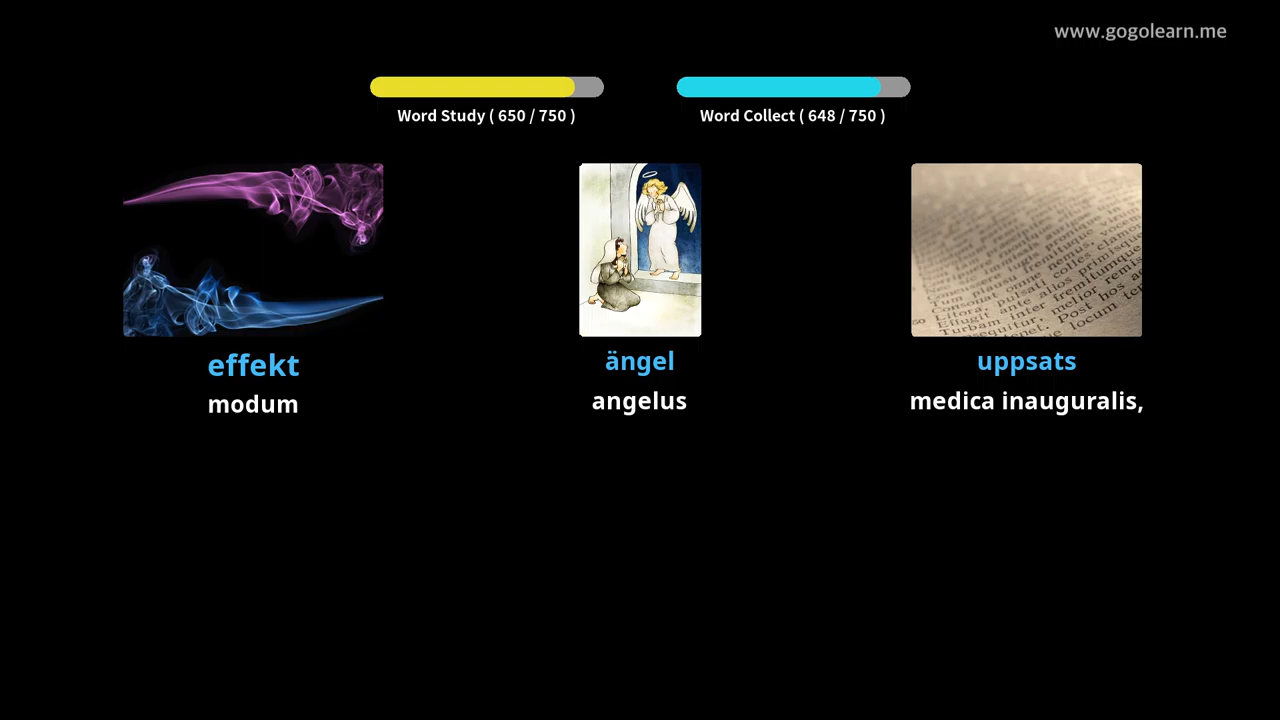 www.gogolearn.me
Word Study ( 650 / 750 )
Word Collect ( 648 / 750 )
effekt
ängel
uppsats
modum
angelus
medica inauguralis,